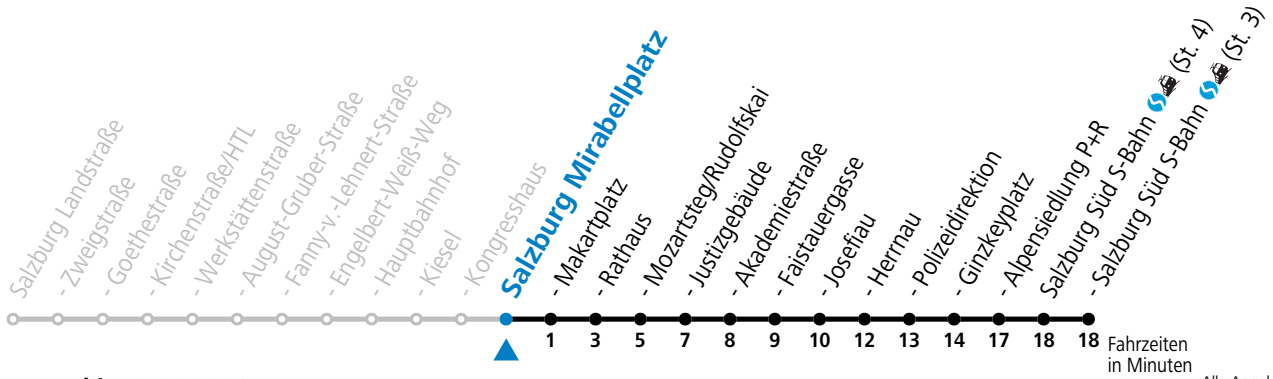 Salzburg Landstraße
- Zweigstraße
- Goethestraße
- Kirchenstraße/HTL
- Werkstättenstraße
- August-Gruber-Straße
- Fanny-v.-Lehnert-Straße
- Engelbert-Weiß-Weg
- Hauptbahnhof
- Kiesel
- Kongresshaus
Salzburg Mirabellplatz
- Makartplatz
- Rathaus
- Mozartsteg/Rudolfskai
- Justizgebäude
- Akademiestraße
- Faistauergasse
- Josefiau
- Herrnau
- Polizeidirektion
- Ginzkeyplatz
- Alpensiedlung P+R
Salzburg Süd S-Bahn (St. 4)
- Salzburg Süd S-Bahn (St. 3)
1 3 5 7 8 9 10 12 13 14 17 18 18
Fahrzeiten
in Minuten